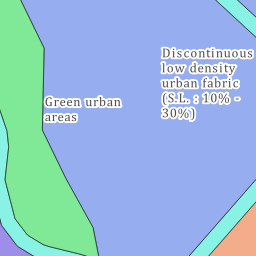 Discontinuous
low density
urban fabric
(S.L. : 10% -
30%)
Green urban
areas